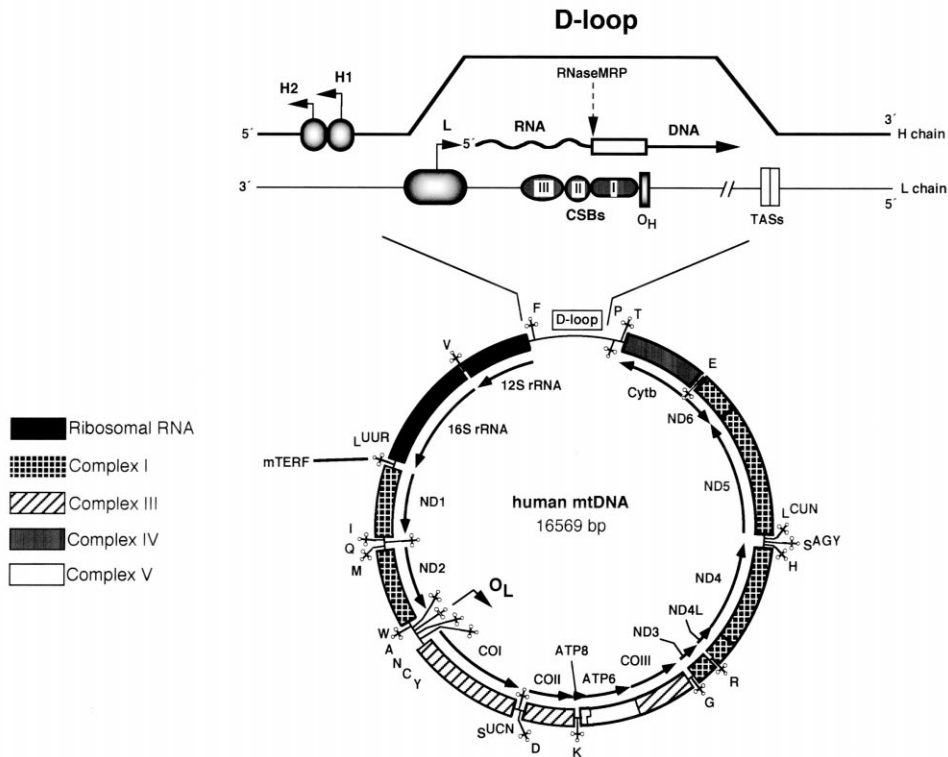 D-loop
RNaseMRP
H2
H1
5´
3´
H chain
L
5´
RNA
DNA
3´
III
II
I
CSBs
OH
TASs
L chain
5´
F
D-loop
P
T
V
E
12S rRNA
Cytb
ND6
16S rRNA
LUUR
mTERF
Ribosomal RNA
Complex I
Complex III
Complex IV
Complex V
ND1
human mtDNA
16569 bp
ND5
LCUN
SAGY
H
I
Q
M
ND2
OL
ND4
ND4L
ND3
W
A
N
C
Y
COI
COII
ATP8
ATP6
COIII
R
G
SUCN
D
K